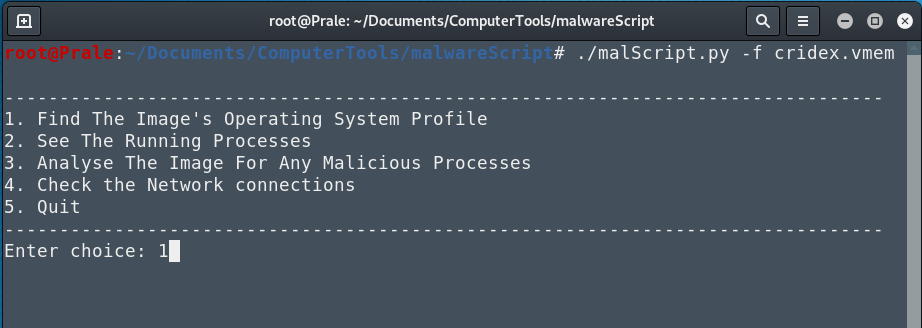 root@Prale: ~/Documents/ComputerTools/malwareScript
root@Prale:~/Documents/ComputerTools/malwareScript# ./malScript.py -f cridex.vmem
--------------------------------------------------------------------------------
1. Find The Image's Operating System Profile
2. See The Running Processes
3. Analyse The Image For Any Malicious Processes
4. Check the Network connections
5. Quit
--------------------------------------------------------------------------------
Enter choice: 1